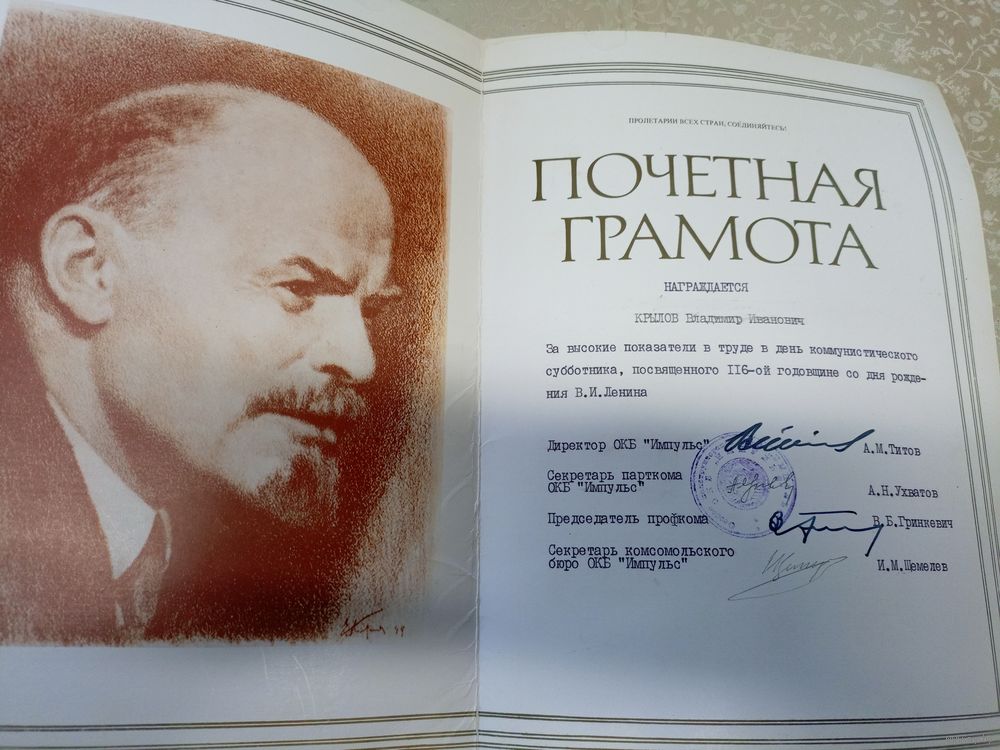 ПРОЛЕТАРИИ ВСЕХ СТРАН, СОЕДИНЯЙТЕСЬ!
ПОЧЕТНАЯ
ГРАМОТА
НАГРАЖДАЕТСЯ
КРЫЛОВ Владимир Иванович
За высокие показатели в труде в день коммунистического
субботника, посвященного II6-ой годовщине со дня рожде-
ния В.И.Ленина
Директор ОКБ "Импульс" А.М.Титов
Секретарь парткома
ОКБ "Импульс" А.Н.Ухватов
Председатель профкома В.Б.Гринкевич
Секретарь комсомольского
бюро ОКБ "Импульс" И.М.Щемелев